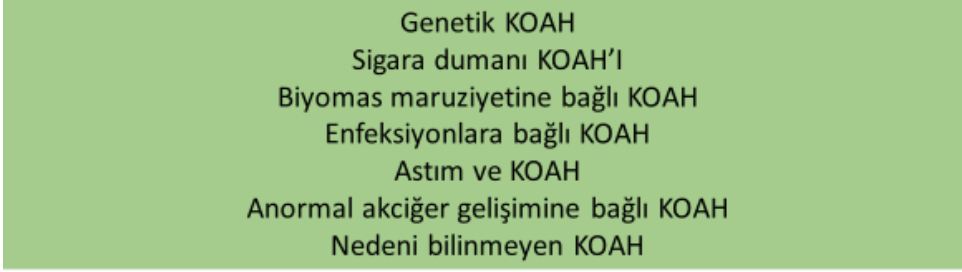 Genetik KOAH
Sigara dumanı KOAH’I
Biyomas maruziyetine bağlı KOAH
Enfeksiyonlara bağlı KOAH
Astım ve KOAH
Anormal akciğer gelişimine bağlı KOAH
Nedeni bilinmeyen KOAH